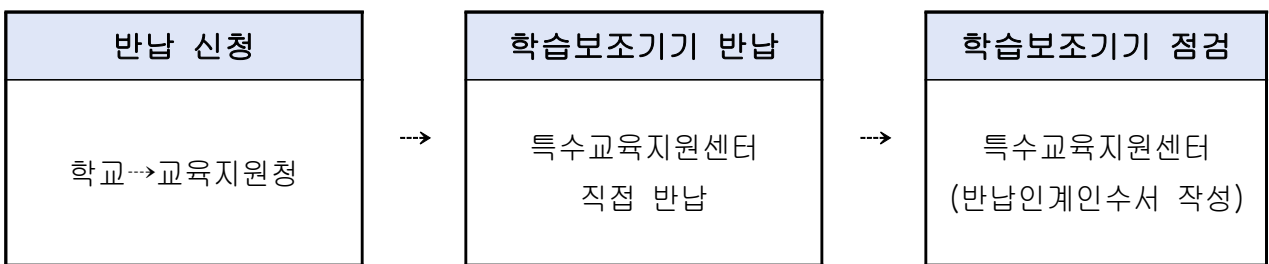 반납 신청
학교⇢교육지원청
⇢
학습보조기기 반납
특수교육지원센터
직접 반납
⇢
학습보조기기 점검
특수교육지원센터
(반납인계인수서 작성)